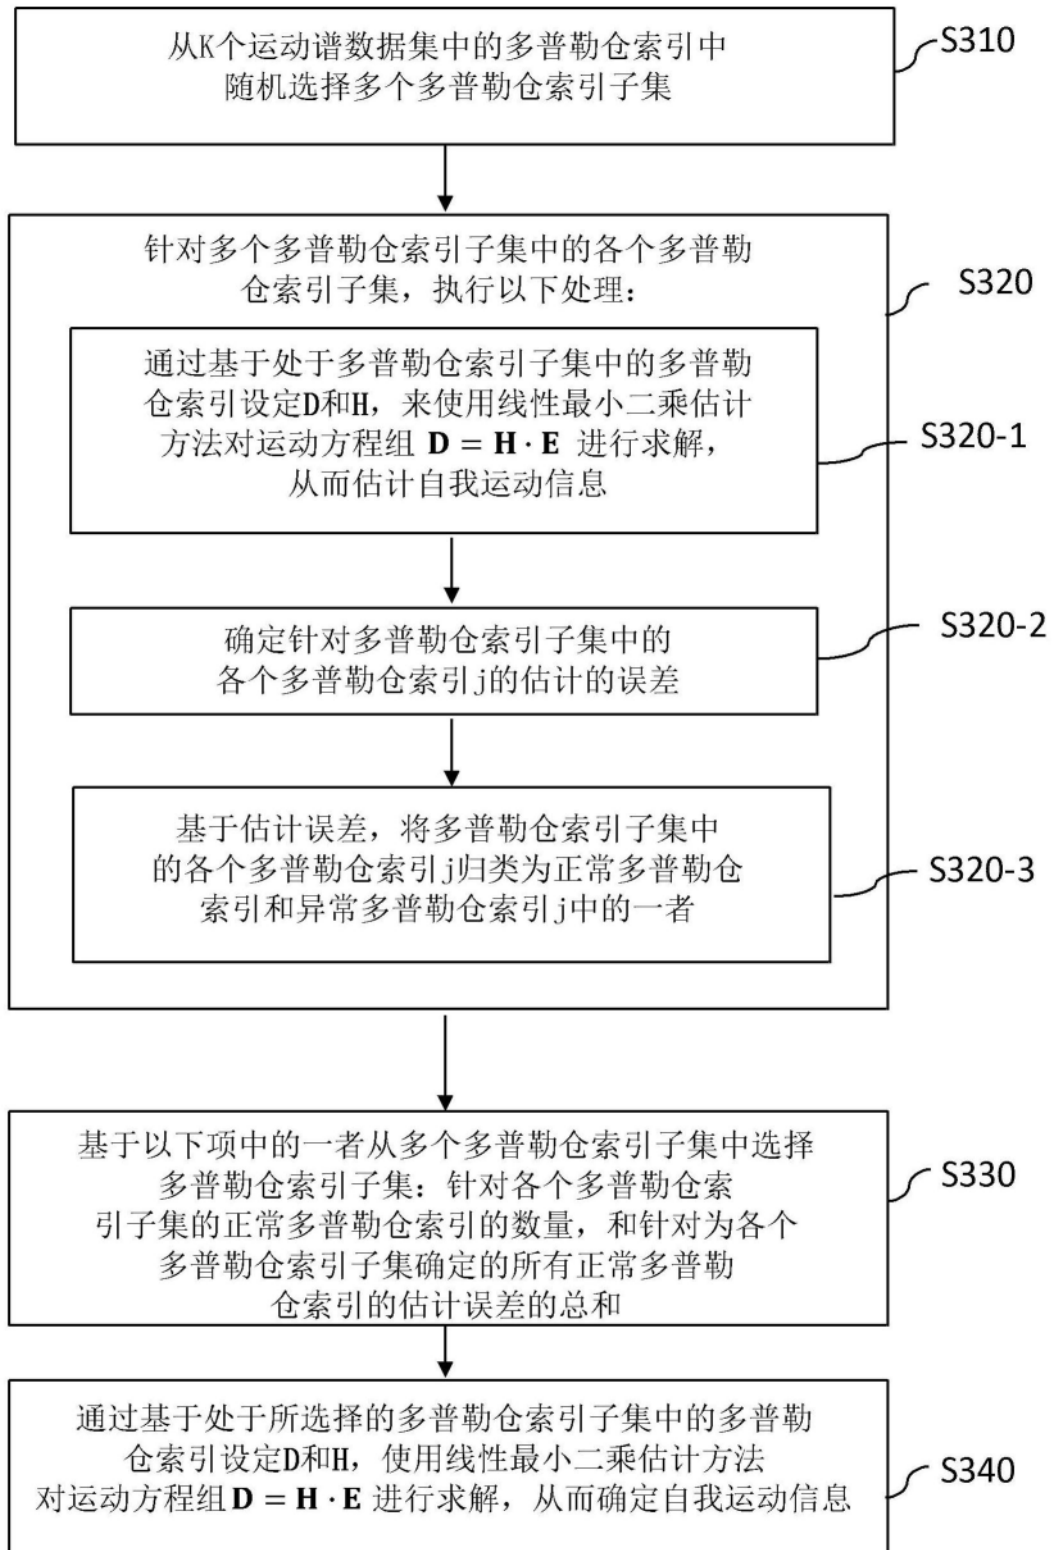 从K个运动谱数据集中的多普勒仓索引中
随机选择多个多普勒仓索引子集
S310
针对多个多普勒仓索引子集中的各个多普勒
仓索引子集，执行以下处理：
S320
通过基于处于多普勒仓索引子集中的多普勒
仓索引设定D和H，来使用线性最小二乘估计
方法对运动方程组 D = H · E 进行求解，
从而估计自我运动信息
S320-1
确定针对多普勒仓索引子集中的
各个多普勒仓索引j的估计的误差
S320-2
基于估计误差，将多普勒仓索引子集中
的各个多普勒仓索引j归类为正常多普勒仓
索引和异常多普勒仓索引j中的一者
S320-3
基于以下项中的一者从多个多普勒仓索引子集中选择
多普勒仓索引子集：针对各个多普勒仓索
引子集的正常多普勒仓索引的数量，和针对为各个
多普勒仓索引子集确定的所有正常多普勒
仓索引的估计误差的总和
S330
通过基于处于所选择的多普勒仓索引子集中的多普勒
仓索引设定D和H，使用线性最小二乘估计方法
对运动方程组 D = H · E 进行求解，从而确定自我运动信息
S340